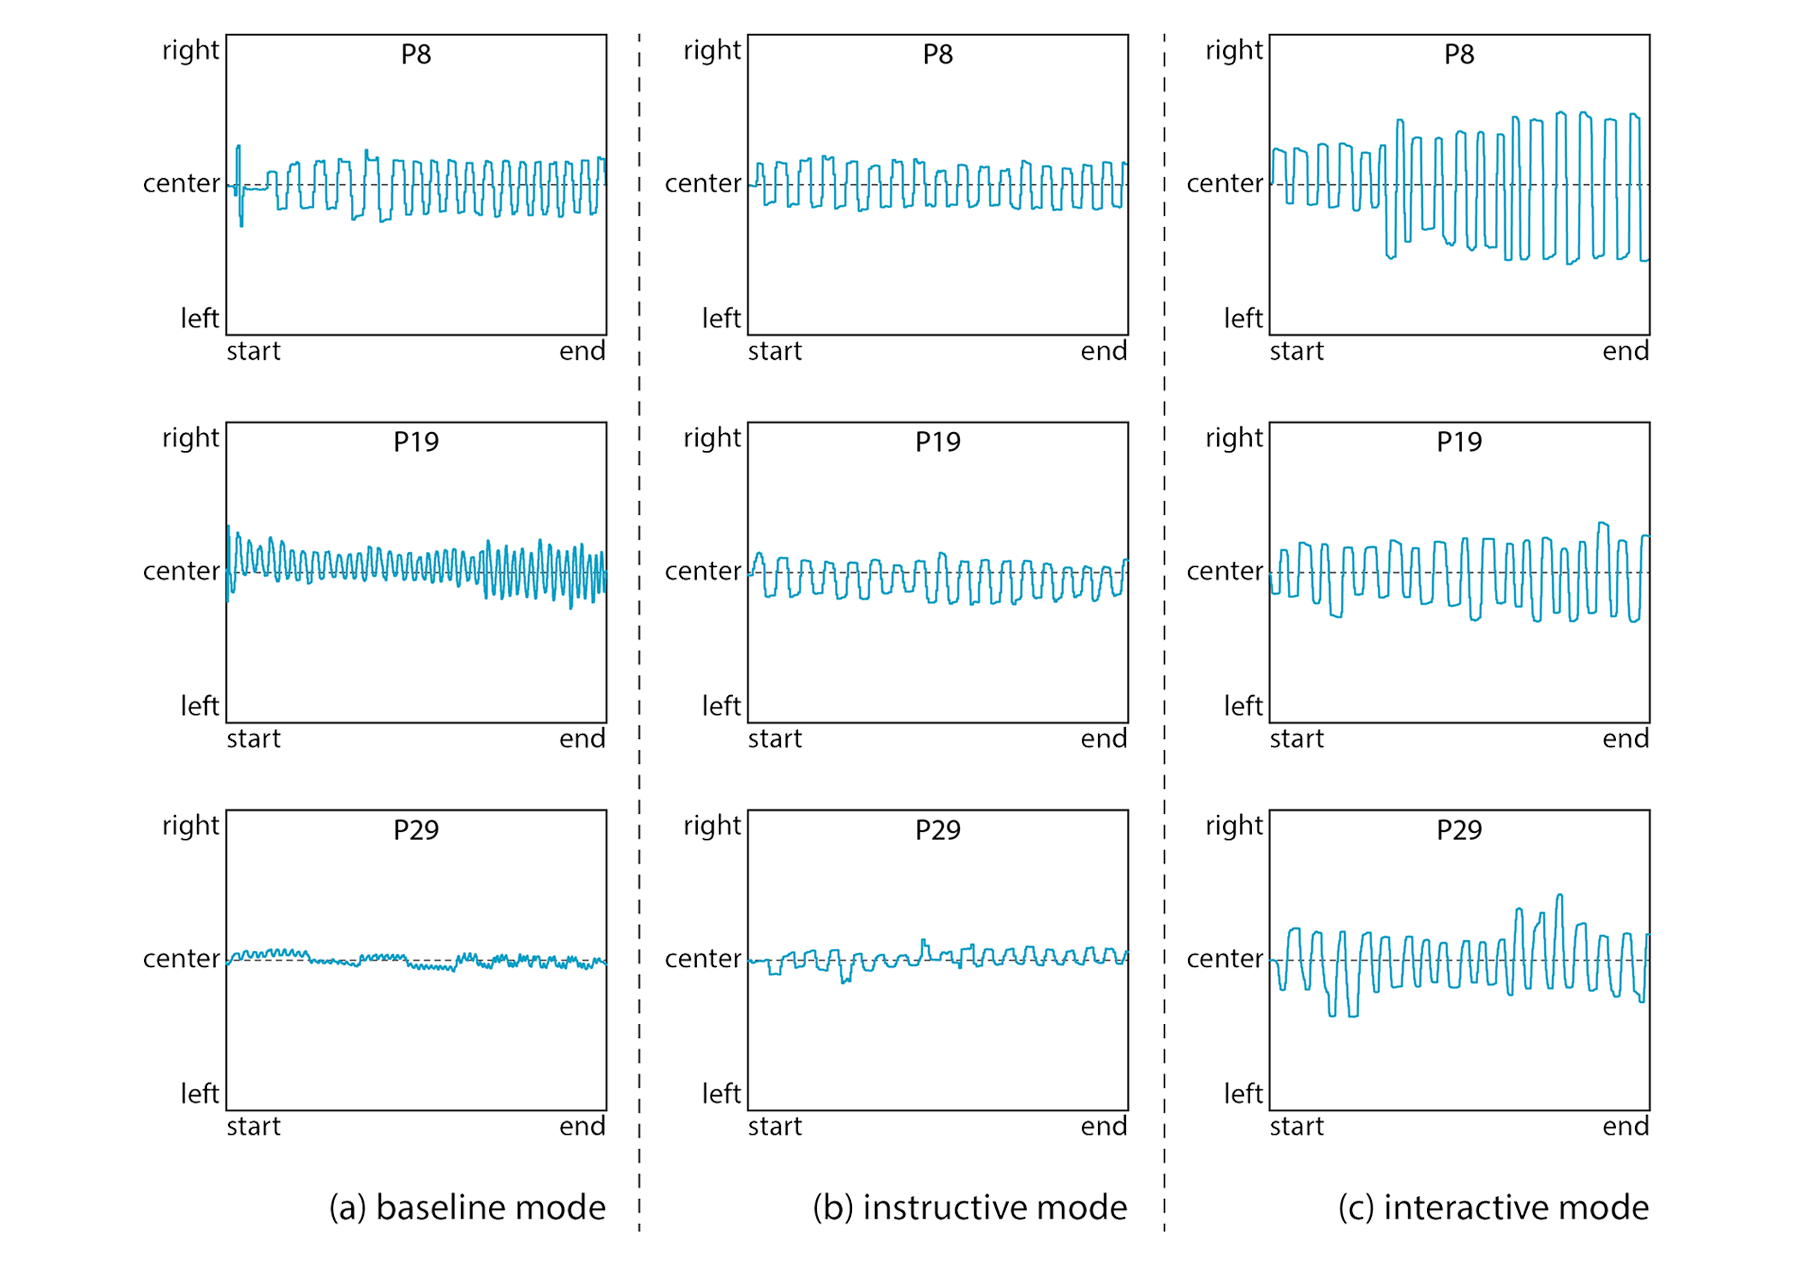 right
P8
center
left
start end
right
P8
center
left
start end
right
P8
center
left
start end
right
P19
center
left
start end
right
P19
center
left
start end
right
P19
center
left
start end
right
P29
center
left
start end
right
P29
center
left
start end
right
P29
center
left
start end
(a) baseline mode
(b) instructive mode
(c) interactive mode